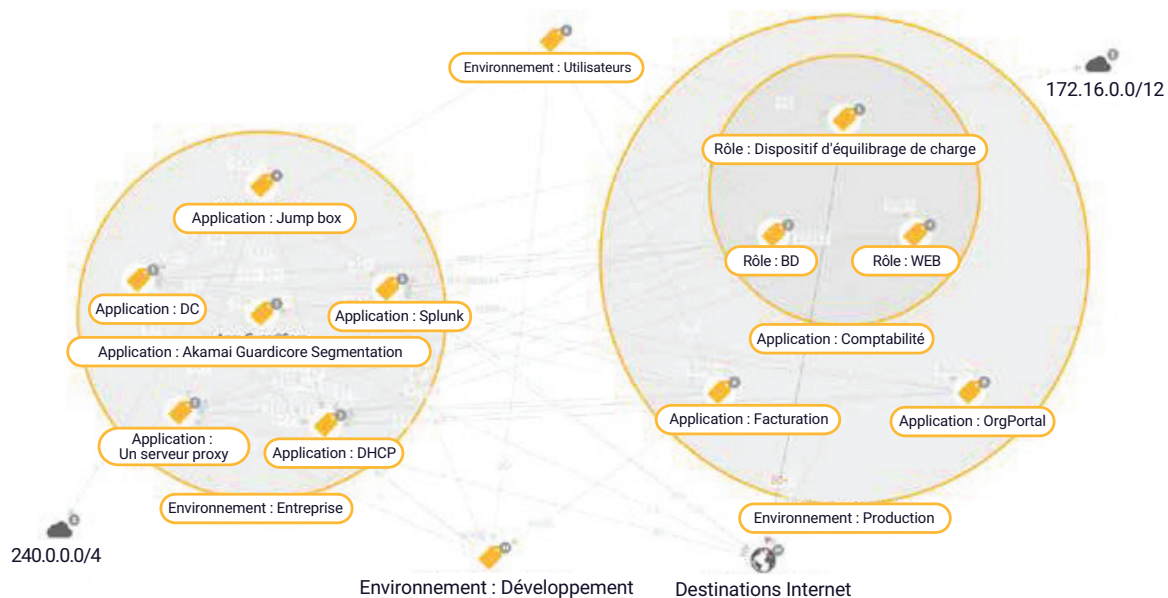 Environnement : Utilisateurs
172.16.0.0/12
Rôle : Dispositif d'équilibrage de charge
Application : Jump box
Rôle : BD
Rôle : WEB
Application : DC
Application : Splunk
Application : Comptabilité
Application : Akamai Guardicore Segmentation
Application : Facturation
Application : OrgPortal
Application :
Un serveur proxy
Application : DHCP
Environnement : Entreprise
Environnement : Production
240.0.0.0/4
Environnement : Développement
Destinations Internet